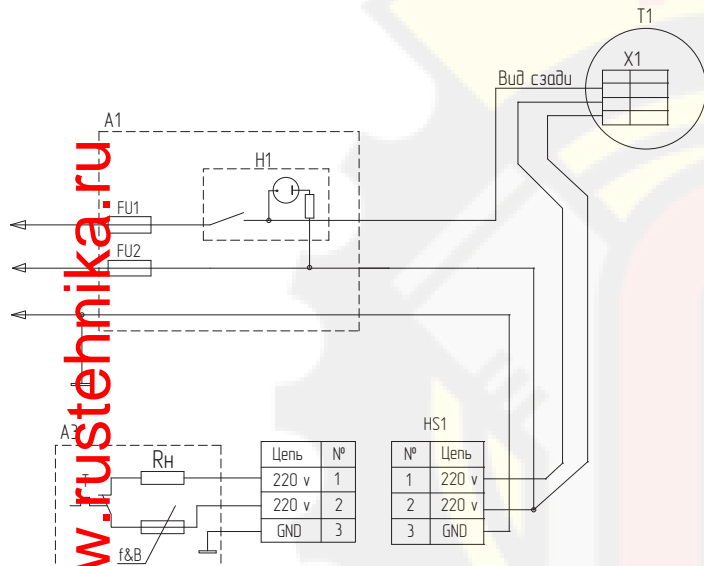 T1
X1
Вид сзади
A1
H1
FU1
FU2
w.rustehnika.ru
HS1
A3
Rн
Цепь Nº
220 v 1
220 v 2
GND 3
Nº Цепь
1 220 v
2 220 v
3 GND
T
f&B